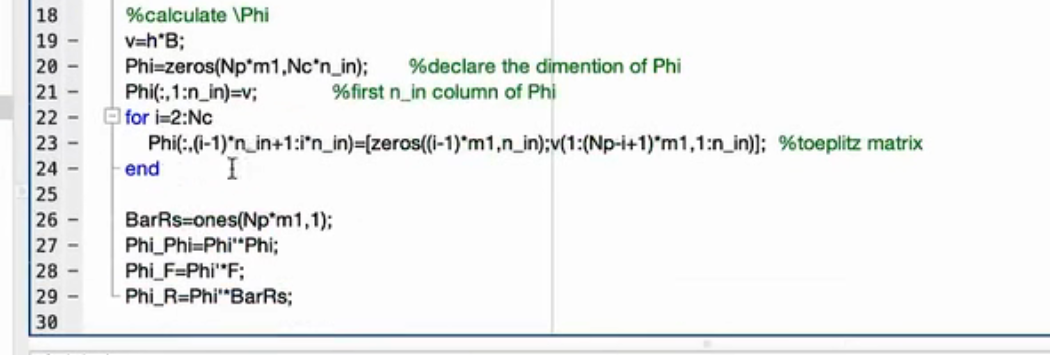 18 %calculate \Phi
19 – v=h*B;
20 – Phi=zeros(Np*m1,Nc*n_in); %declare the dimention of Phi
21 – Phi(:,1:n_in)=v; %first n_in column of Phi
22 – for i=2:Nc
23 – Phi(:,(i-1)*n_in+1:i*n_in)=[zeros((i-1)*m1,n_in);v(1:(Np-i+1)*m1,1:n_in)]; %toeplitz matrix
24 – end
25
26 – BarRs=ones(Np*m1,1);
27 – Phi_Phi=Phi'*Phi;
28 – Phi_F=Phi'*F;
29 – Phi_R=Phi'*BarRs;
30